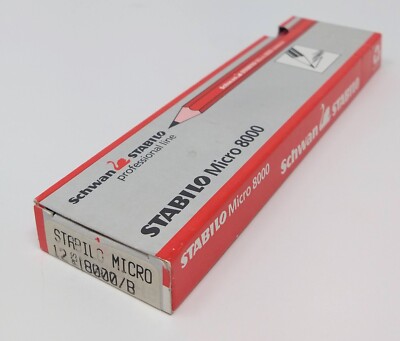 Schwan STABILO
professional line
STABILO Micro 8000
STABILO Micro 8000
Schwan STABILO
STABILO MICRO
8000/B